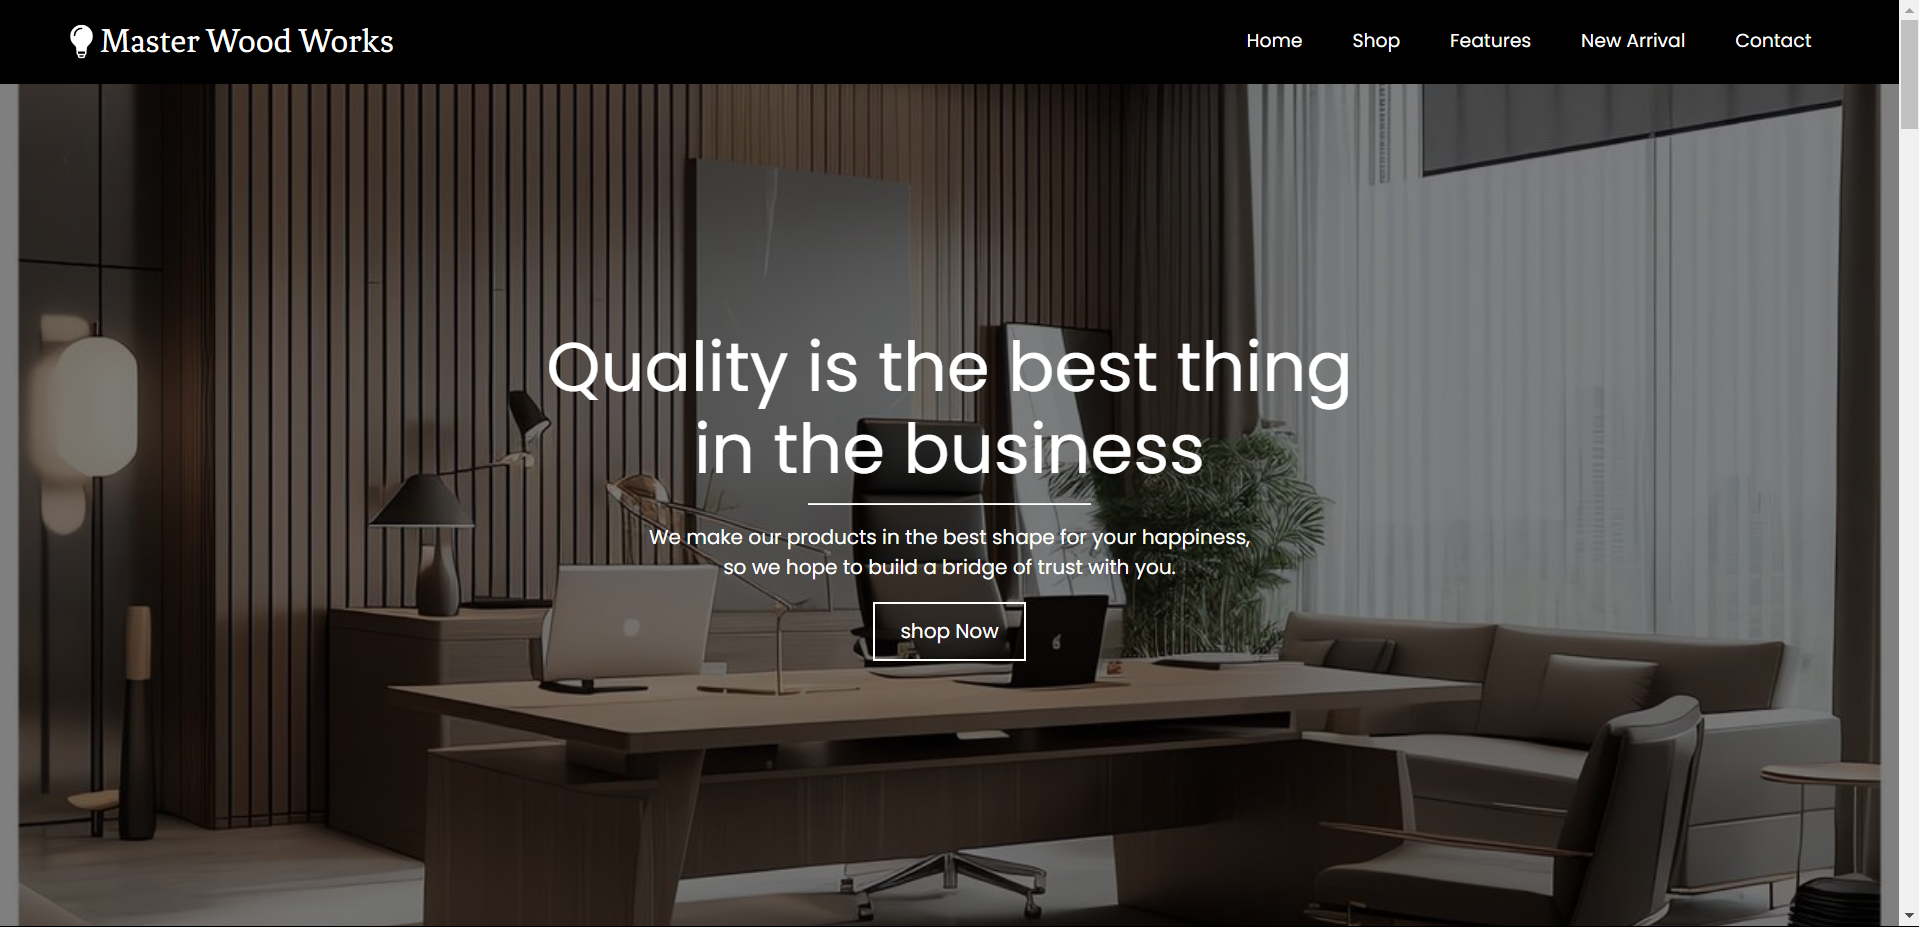 Master Wood Works
Home Shop Features New Arrival Contact
Quality is the best thing
in the business
We make our products in the best shape for your happiness,
so we hope to build a bridge of trust with you.
shop Now